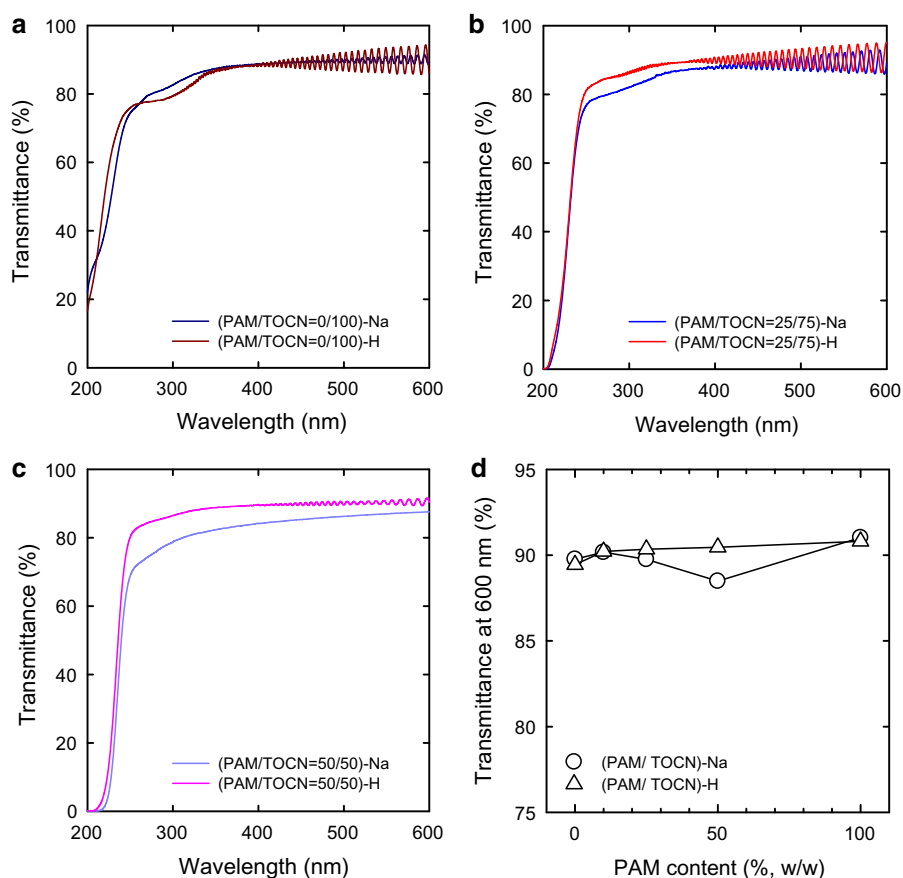 a
100
80
60
40
20
0
Transmittance (%)
(PAM/TOCN=0/100)-Na
(PAM/TOCN=0/100)-H
200 300 400 500 600
Wavelength (nm)
b
100
80
60
40
20
0
Transmittance (%)
(PAM/TOCN=25/75)-Na
(PAM/TOCN=25/75)-H
200 300 400 500 600
Wavelength (nm)
c
100
80
60
40
20
0
Transmittance (%)
(PAM/TOCN=50/50)-Na
(PAM/TOCN=50/50)-H
200 300 400 500 600
Wavelength (nm)
d
95
90
85
80
75
Transmittance at 600 nm (%)
(PAM/ TOCN)-Na
(PAM/ TOCN)-H
0 50 100
PAM content (%, w/w)